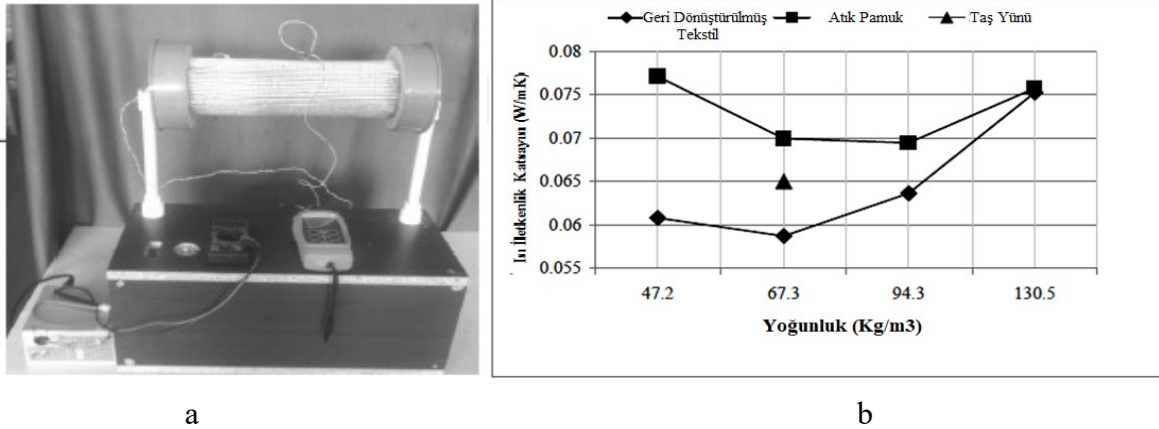 Geri Dönüştürülmüş Tekstil
Atık Pamuk
Taş Yünü
Isı İletkenlik Katsayısı (W/mK)
0.08
0.075
0.07
0.065
0.06
0.055
47.2
67.3
94.3
130.5
Yoğunluk (Kg/m3)
a
b